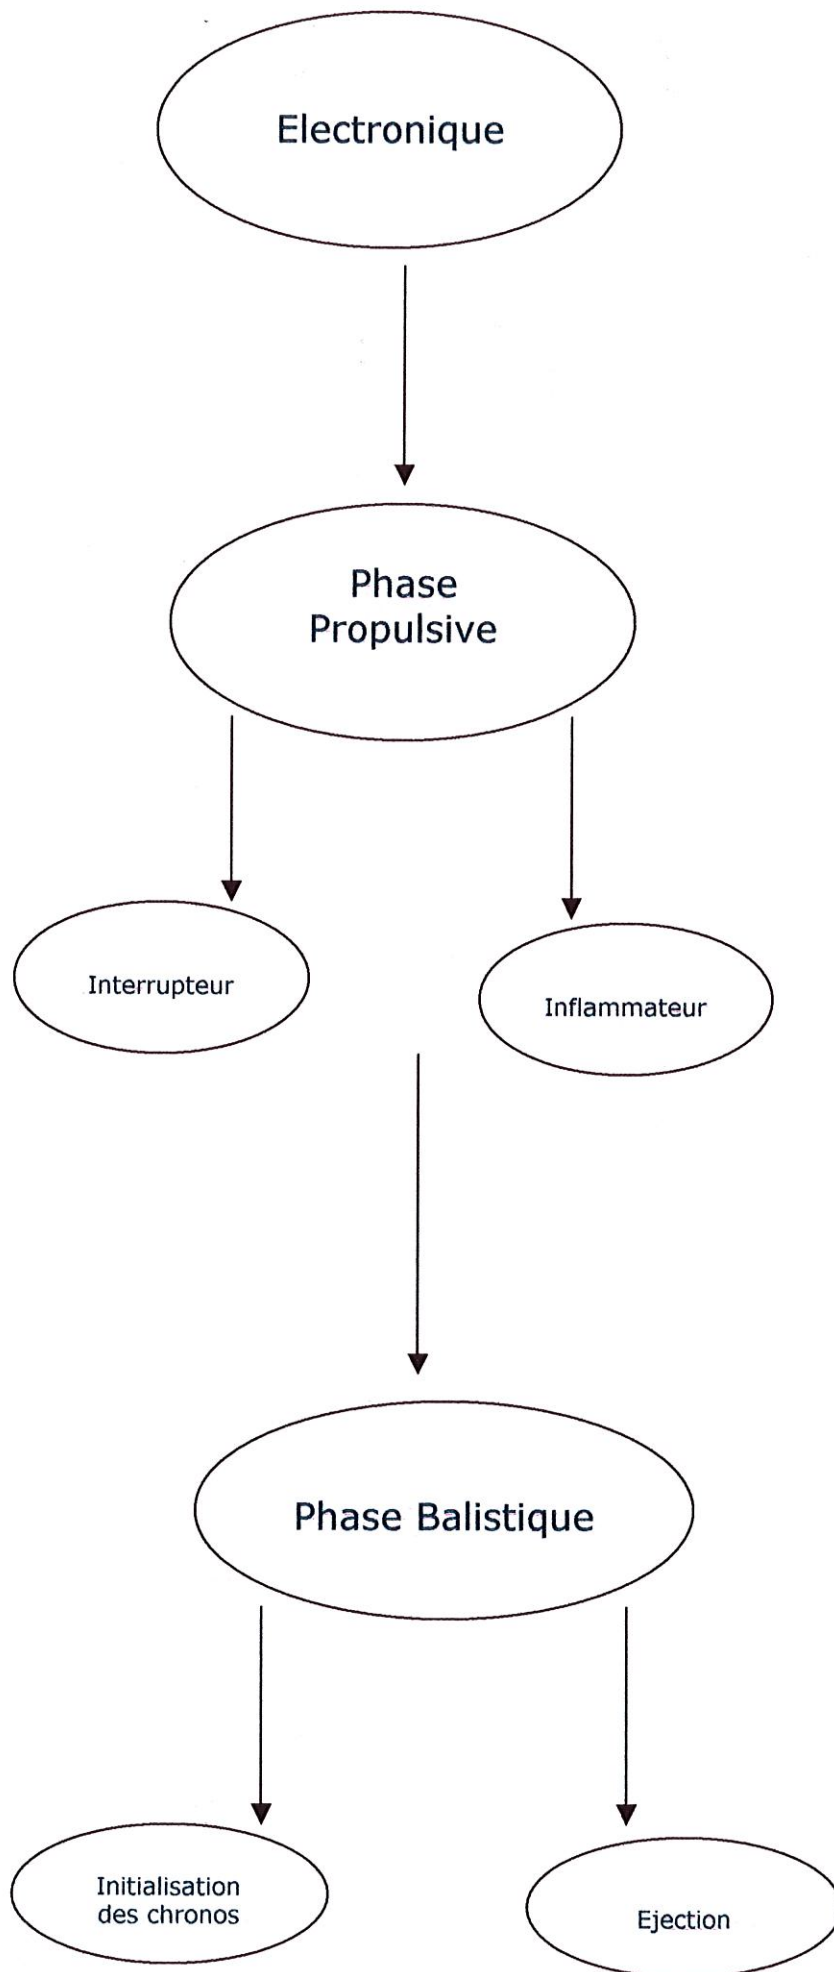 Electronique
Phase
Propulsive
Interrupteur
Inflammateur
Phase Balistique
Initialisation
des chronos
Ejection